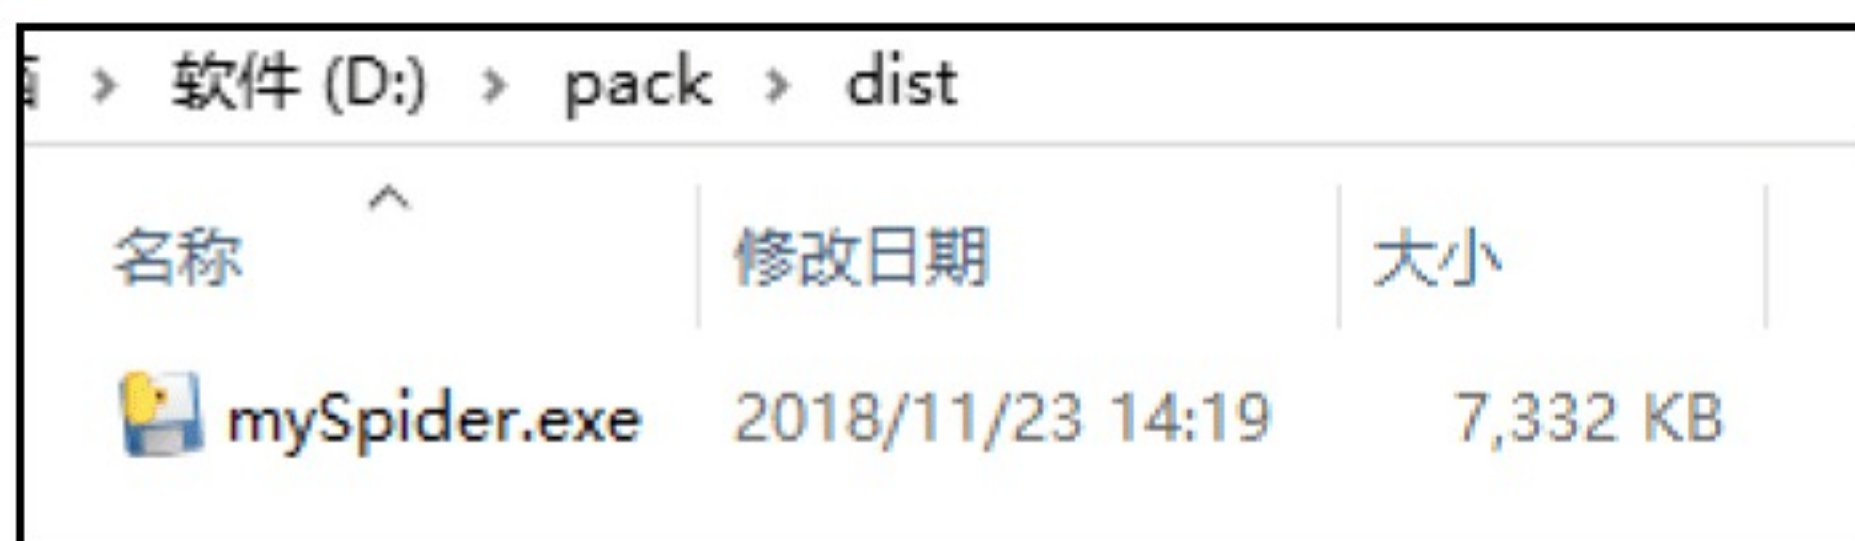 > 软件 (D:) > pack > dist
名称 修改日期 大小
mySpider.exe 2018/11/23 14:19 7,332 KB